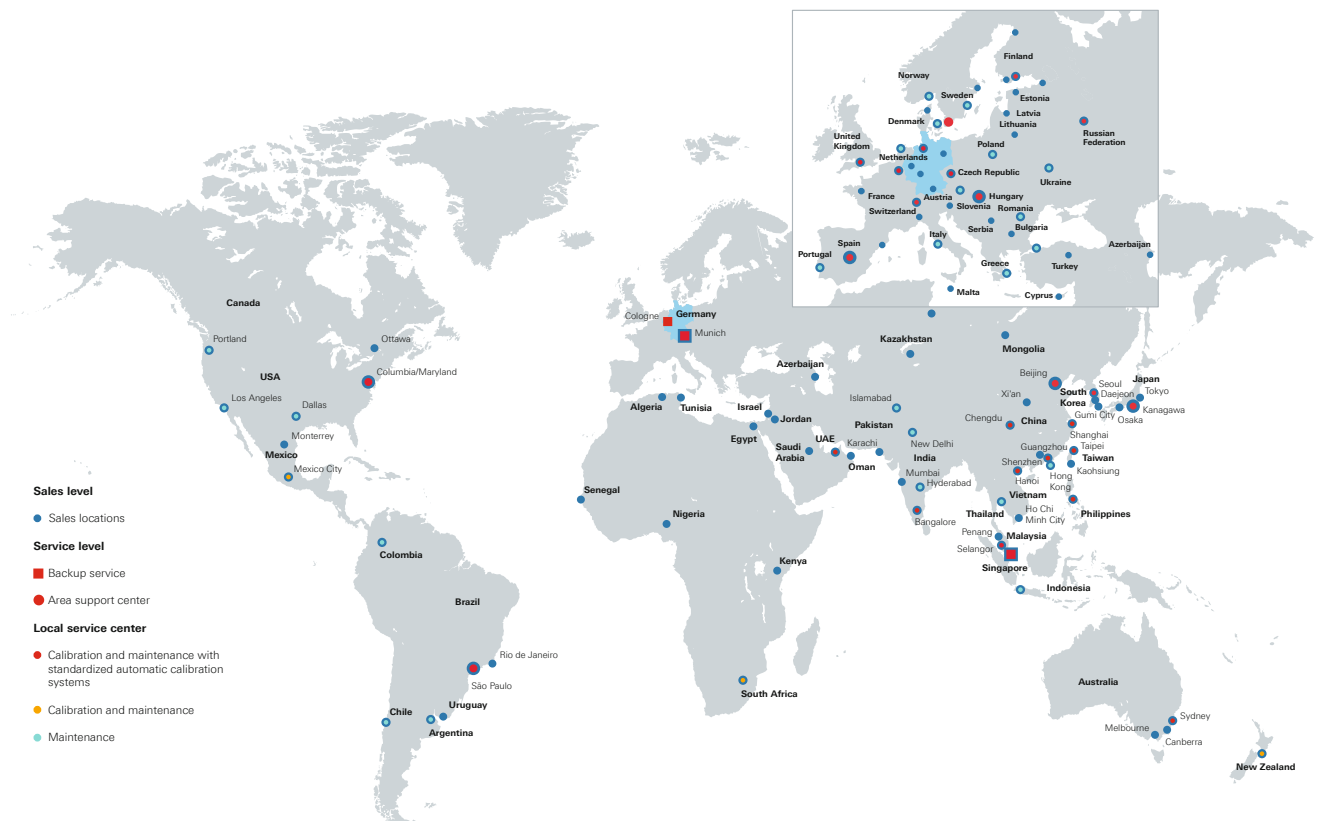 Finland
Norway
Sweden
Estonia
Latvia
Denmark
Lithuania
Russian
Federation
United
Kingdom
Poland
Netherlands
Czech Republic
Ukraine
France
Austria
Hungary
Switzerland
Slovenia
Romania
Serbia
Bulgaria
Italy
Spain
Azerbaijan
Portugal
Greece
Turkey
Malta
Cyprus
Canada
Cologne
Germany
Munich
Portland
Ottawa
Kazakhstan
Mongolia
USA
Columbia/Maryland
Azerbaijan
Beijing
Seoul
Japan
Los Angeles
Dallas
Algeria
Tunisia
Israel
Jordan
Islamabad
Xi'an
South
Korea
Daejeon
Tokyo
Gumi City
Kanagawa
Osaka
Chengdu
China
Monterrey
Mexico
Mexico City
Egypt
Saudi
Arabia
UAE
Karachi
Oman
Pakistan
New Delhi
India
Mumbai
Hyderabad
Bangalore
Shanghai
Guangzhou
Taipei
Shenzhen
Taiwan
Kaohsiung
Hanoi
Hong
Kong
Senegal
Nigeria
Vietnam
Thailand
Ho Chi
Minh City
Philippines
Penang
Malaysia
Selangor
Singapore
Indonesia
Colombia
Kenya
Brazil
Rio de Janeiro
São Paulo
Chile
Uruguay
Argentina
South Africa
Australia
Sydney
Melbourne
Canberra
New Zealand
Sales level
Sales locations
Service level
Backup service
Area support center
Local service center
Calibration and maintenance with
standardized automatic calibration
systems
Calibration and maintenance
Maintenance